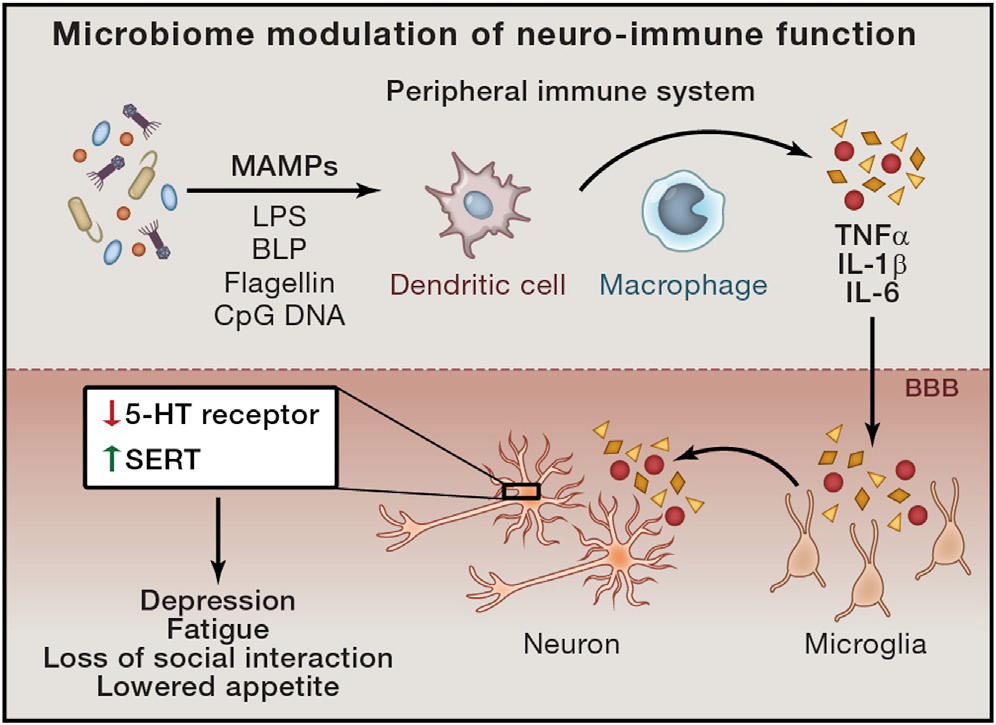 Microbiome modulation of neuro-immune function
Peripheral immune system
MAMPs
LPS
BLP
Flagellin
CpG DNA
Dendritic cell
Macrophage
TNFα
IL-1β
IL-6
BBB
↓5-HT receptor
↑SERT
Depression
Fatigue
Loss of social interaction
Lowered appetite
Neuron
Microglia